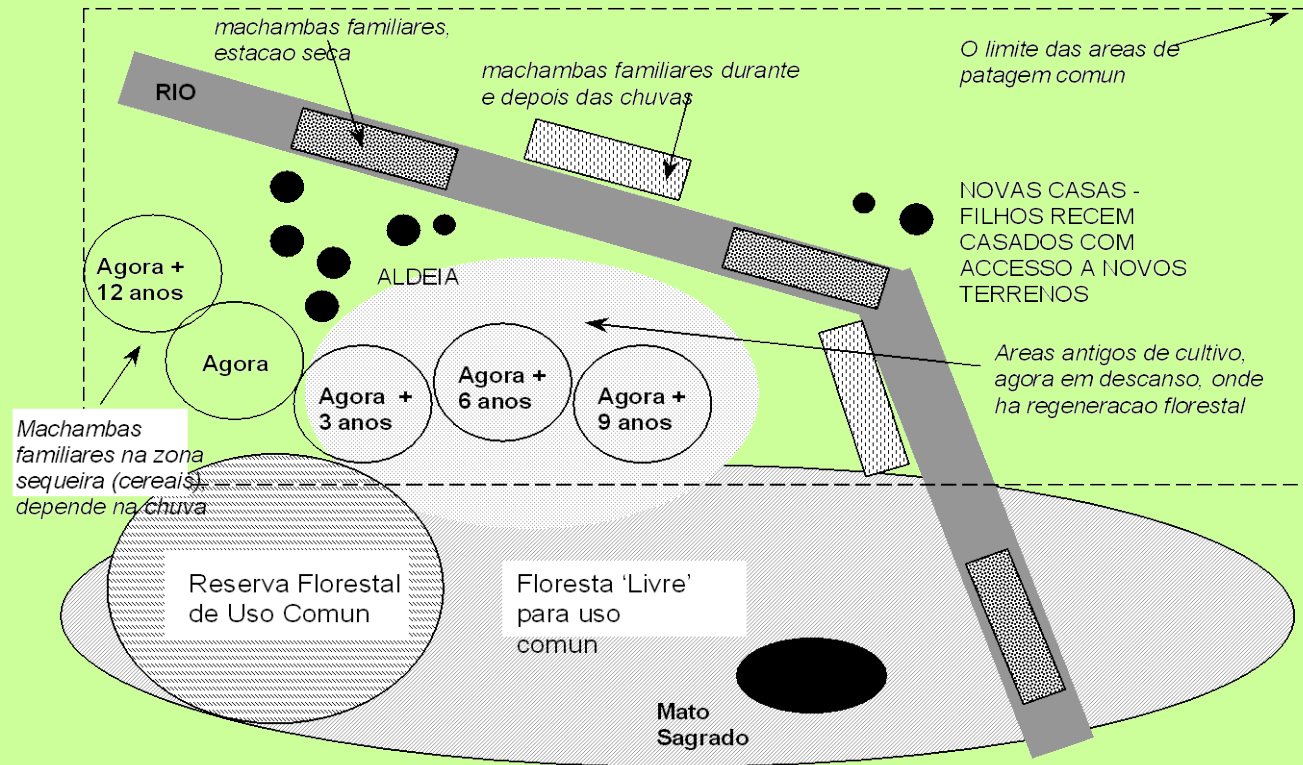 machambas familiares,
estacao seca
machambas familiares durante
e depois das chuvas
O limite das areas de
patagem comun
RIO
NOVAS CASAS -
FILHOS RECEM
CASADOS COM
ACCESSO A NOVOS
TERRENOS
Agora +
12 anos
ALDEIA
Agora
Agora +
3 anos
Agora +
6 anos
Agora +
9 anos
Areas antigos de cultivo,
agora em descanso, onde
ha regeneracao florestal
Machambas
familiares na zona
sequeira (cereais),
depende na chuva
Reserva Florestal
de Uso Comun
Floresta ‘Livre’
para uso
comun
Mato
Sagrado